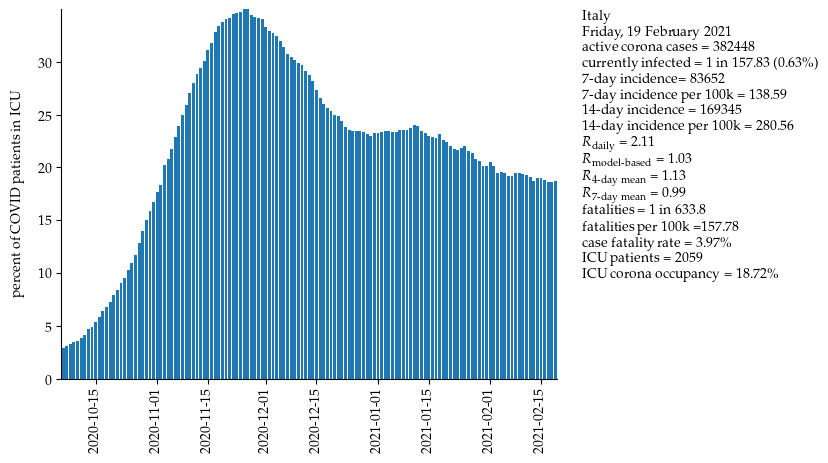 Italy
Friday, 19 February 2021
active corona cases = 382448
currently infected = 1 in 157.83 (0.63%)
7-day incidence= 83652
7-day incidence per 100k = 138.59
14-day incidence = 169345
14-day incidence per 100k = 280.56
R daily = 2.11
R model-based = 1.03
R 4-day mean = 1.13
R 7-day mean = 0.99
fatalities = 1 in 633.8
fatalities per 100k =157.78
case fatality rate = 3.97%
ICU patients = 2059
ICU corona occupancy = 18.72%
percent of COVID patients in ICU
30
25
20
15
10
5
0
2020-10-15
2020-11-01
2020-11-15
2020-12-01
2020-12-15
2021-01-01
2021-01-15
2021-02-01
2021-02-15